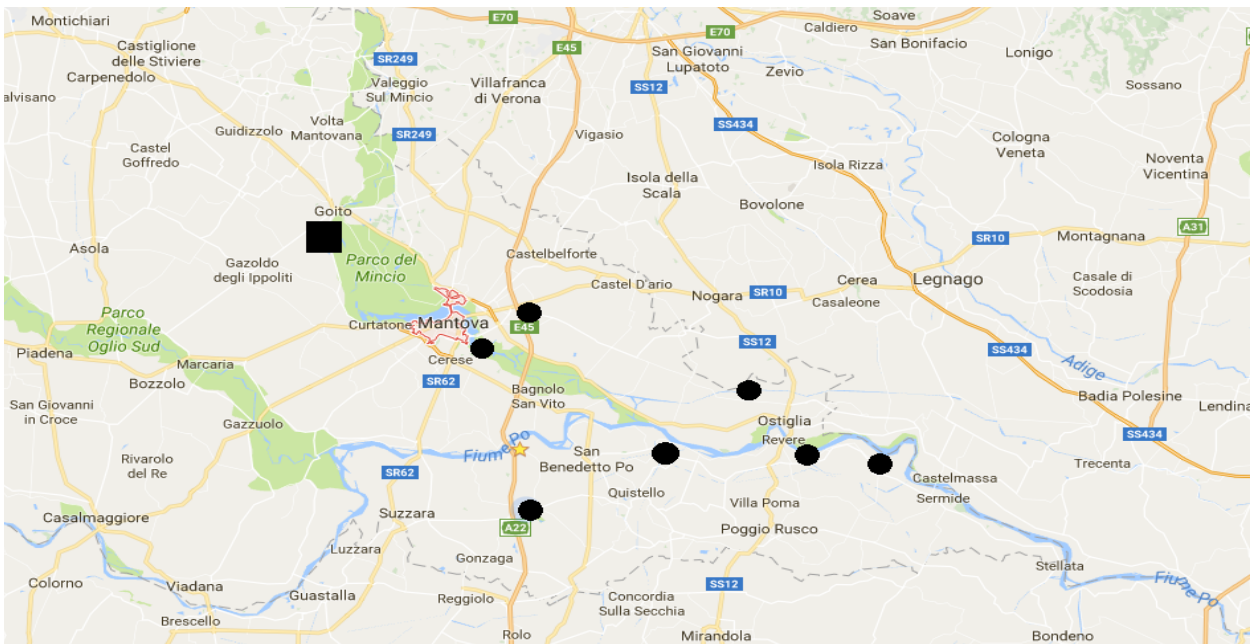 Montichiari
E70
Soave
Caldiero
E70
Castiglione
delle Stiviere
E45
San Giovanni
Lupatoto
San Bonifacio
Lonigo
SR249
Carpenedolo
Valeggio
Sul Mincio
Villafranca
di Verona
Zevio
SS12
Sossano
alvisano
Volta
Mantovana
Guidizzolo
SR249
Vigasio
SS434
Cologna
Veneta
Castel
Goffredo
Isola Rizza
Noventa
Vicentina
Isola della
Scala
Bovolone
Goito
A31
SR10
Montagnana
Asola
Gazoldo
degli Ippoliti
Parco del
Mincio
Castelbelforte
Castel D'ario
Cerea
Legnago
Casale di
Scodosia
Nogara
SR10
Casaleone
Parco
Regionale
Oglio Sud
Curtatone
Mantova
E45
SS12
SS434
Piadena
Marcaria
Cerese
Adige
Bozzolo
SR62
Bagnolo
San Vito
Badia Polesine
San Giovanni
in Croce
Gazzuolo
Lendina
Ostiglia
Revere
SS434
Fiume Po
Rivarolo
del Re
SR62
San
Benedetto Po
Trecenta
Castelmassa
Sermide
Quistello
Villa Poma
Casalmaggiore
Suzzara
A22
Poggio Rusco
Luzzara
Gonzaga
Stellata
Colorno
Viadana
Guastalla
Reggiolo
Concordia
Sulla Secchia
SS12
Fiume Po
Brescello
Rolo
Mirandola
Bondeno